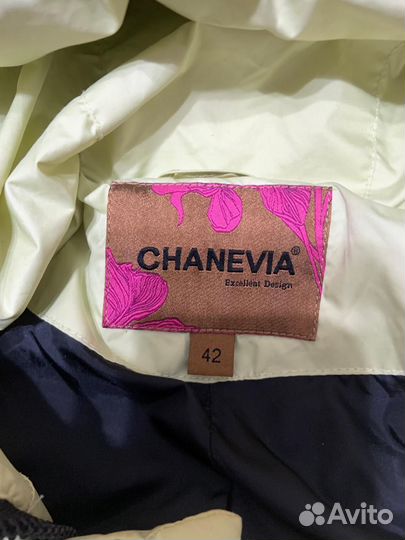 CHANEVIA®
Excellent Design
42
Avito